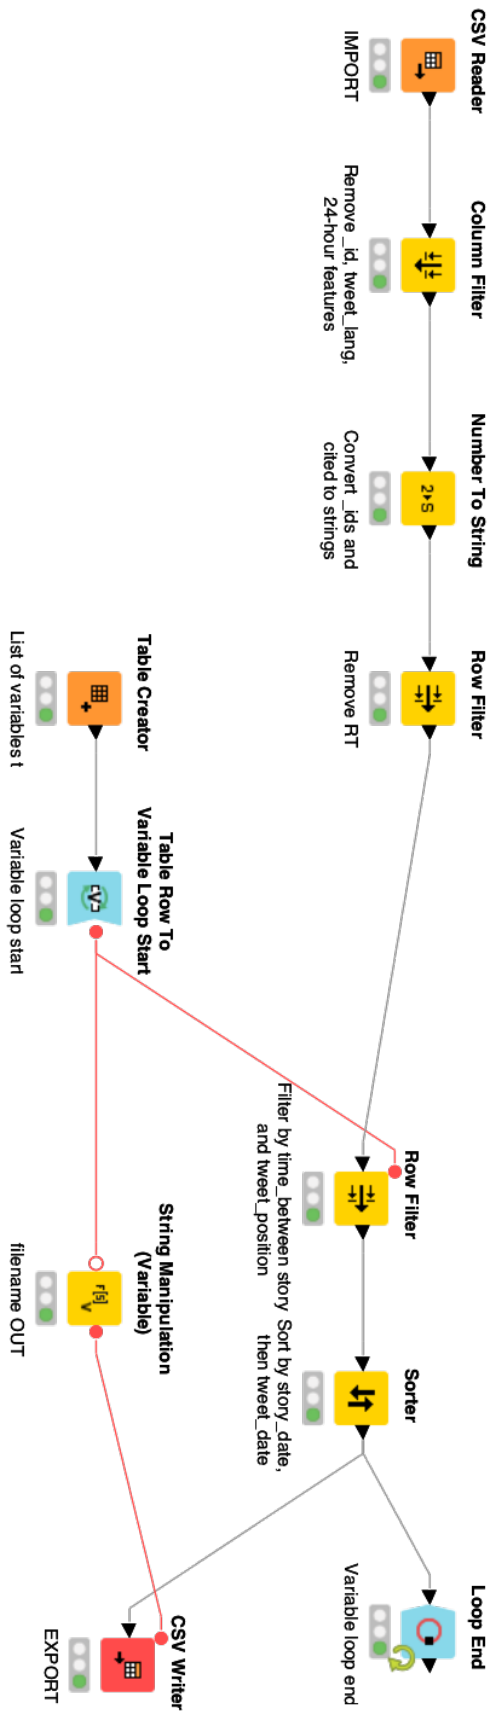 CSV Reader
IMPORT
Column Filter
Remove _id, tweet_lang,
24-hour features
Number To String
2▸S
Convert _ids and
cited to strings
Row Filter
Remove RT
Table Creator
List of variables t
Table Row To
Variable Loop Start
[V]
Variable loop start
Row Filter
Filter by time_between story
and tweet_position
Sorter
Sort by story_date,
then tweet_date
String Manipulation
(Variable)
F[S]
V
filename OUT
Loop End
Variable loop end
CSV Writer
EXPORT